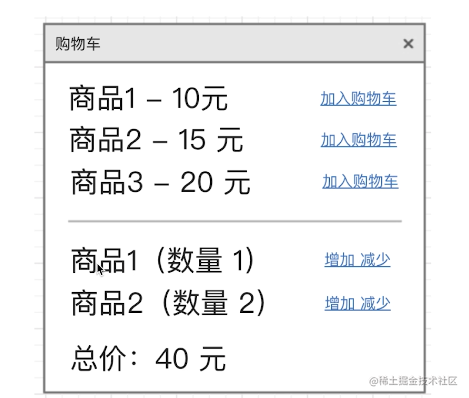 购物车 ×
商品1 – 10元 加入购物车
商品2 – 15 元 加入购物车
商品3 – 20 元 加入购物车
商品1（数量 1） 增加 减少
商品2（数量 2） 增加 减少
总价：40 元
@稀土掘金技术社区